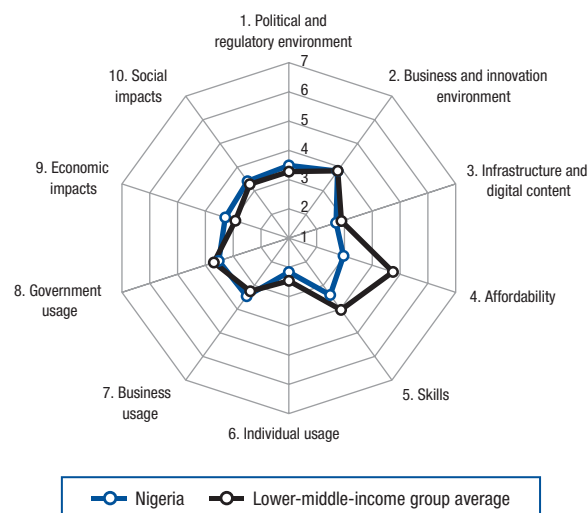 1. Political and
regulatory environment
2. Business and innovation
environment
3. Infrastructure and
digital content
4. Affordability
5. Skills
6. Individual usage
7. Business
usage
8. Government
usage
9. Economic
impacts
10. Social
impacts
7
6
5
4
3
2
1
Nigeria
Lower-middle-income group average